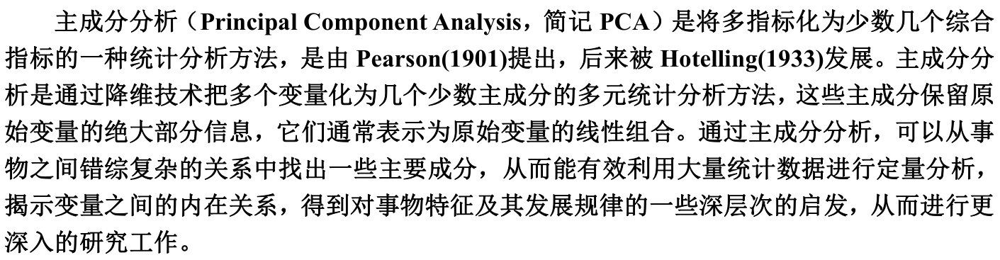 主成分分析（Principal Component Analysis，简记 PCA）是将多指标化为少数几个综合
指标的一种统计分析方法，是由 Pearson(1901)提出，后来被 Hotelling(1933)发展。主成分分
析是通过降维技术把多个变量化为几个少数主成分的多元统计分析方法，这些主成分保留原
始变量的绝大部分信息，它们通常表示为原始变量的线性组合。通过主成分分析，可以从事
物之间错综复杂的关系中找出一些主要成分，从而能有效利用大量统计数据进行定量分析，
揭示变量之间的内在关系，得到对事物特征及其发展规律的一些深层次的启发，从而进行更
深入的研究工作。